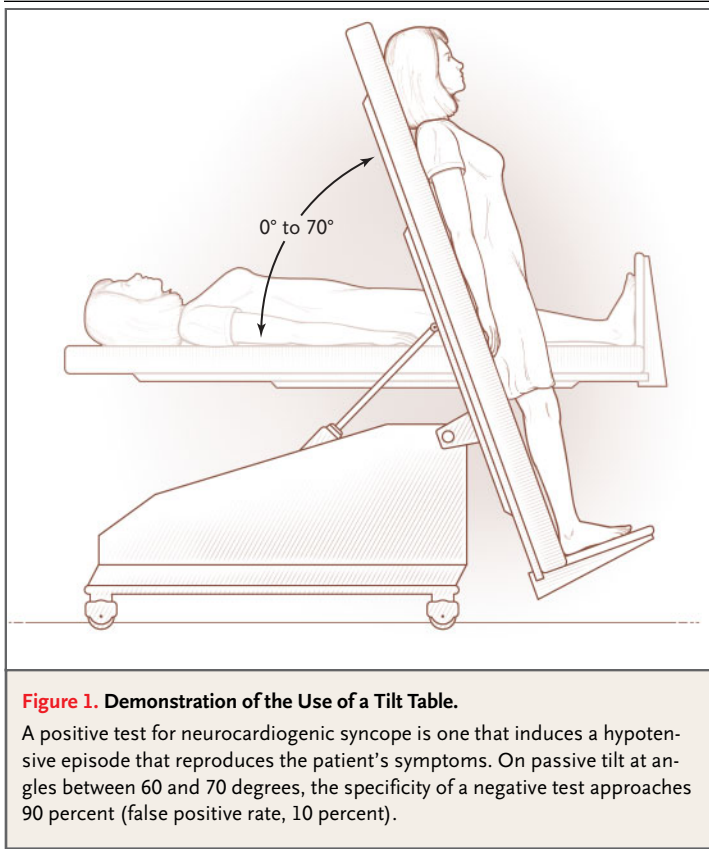 0° to 70°
Figure 1. Demonstration of the Use of a Tilt Table.
A positive test for neurocardiogenic syncope is one that induces a hypoten-
sive episode that reproduces the patient’s symptoms. On passive tilt at an-
gles between 60 and 70 degrees, the specificity of a negative test approaches
90 percent (false positive rate, 10 percent).